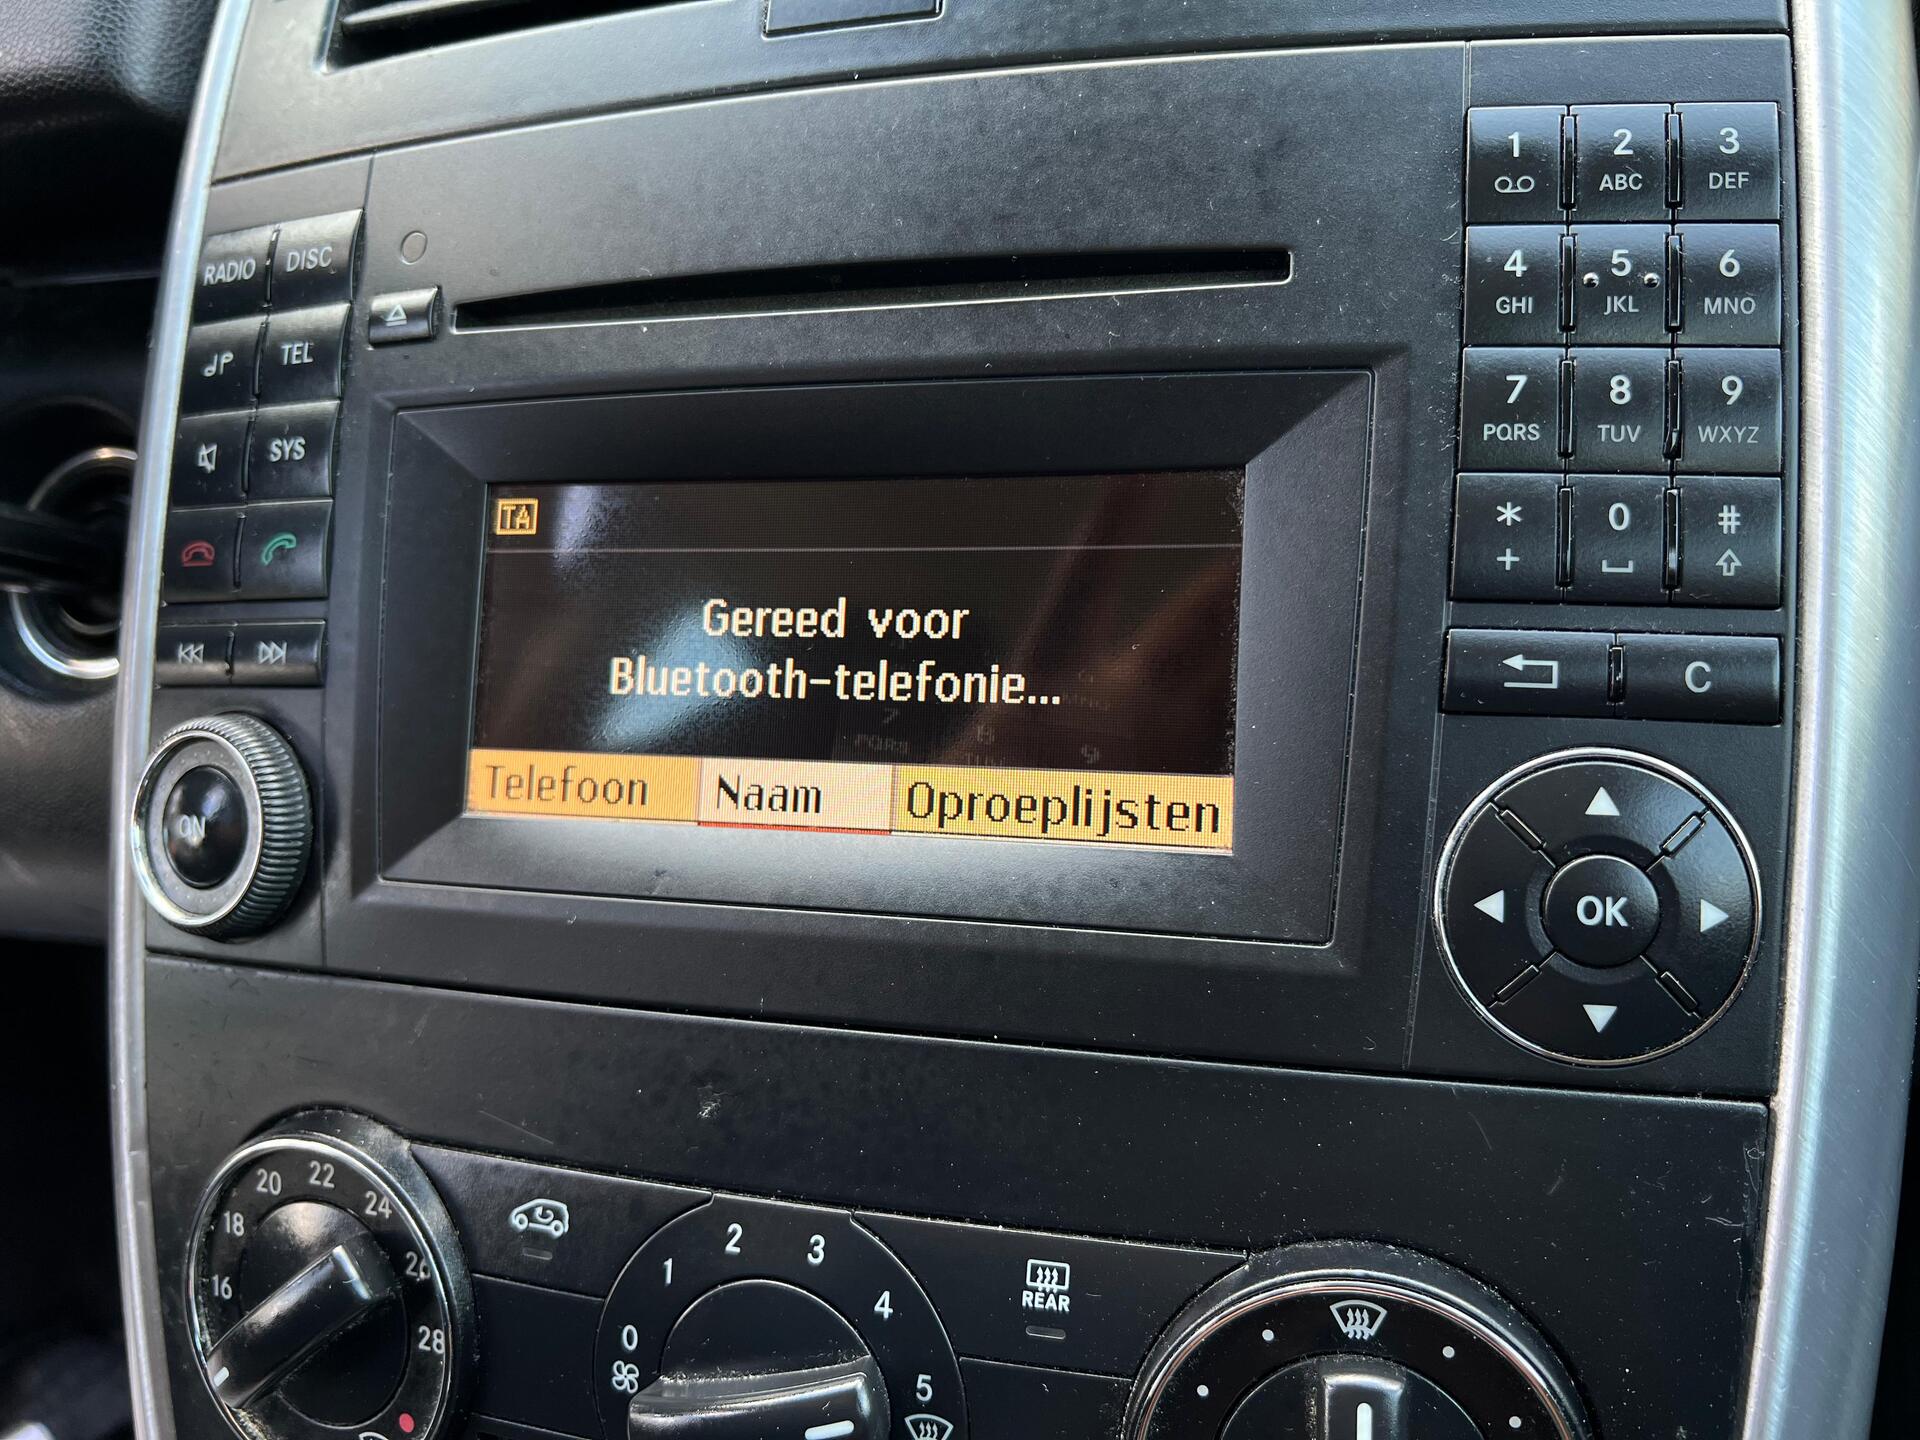 RADIO DISC
TEL
SYS
ON
TA
Gereed voor
Bluetooth-telefonie...
Telefoon Naam Oproeplijsten
1 2 ABC 3 DEF
4 GHI 5 JKL 6 MNO
7 PQRS 8 TUV 9 WXYZ
* + 0 #
C
OK
16 18 20 22 24 26 28
0 1 2 3 4 5
REAR